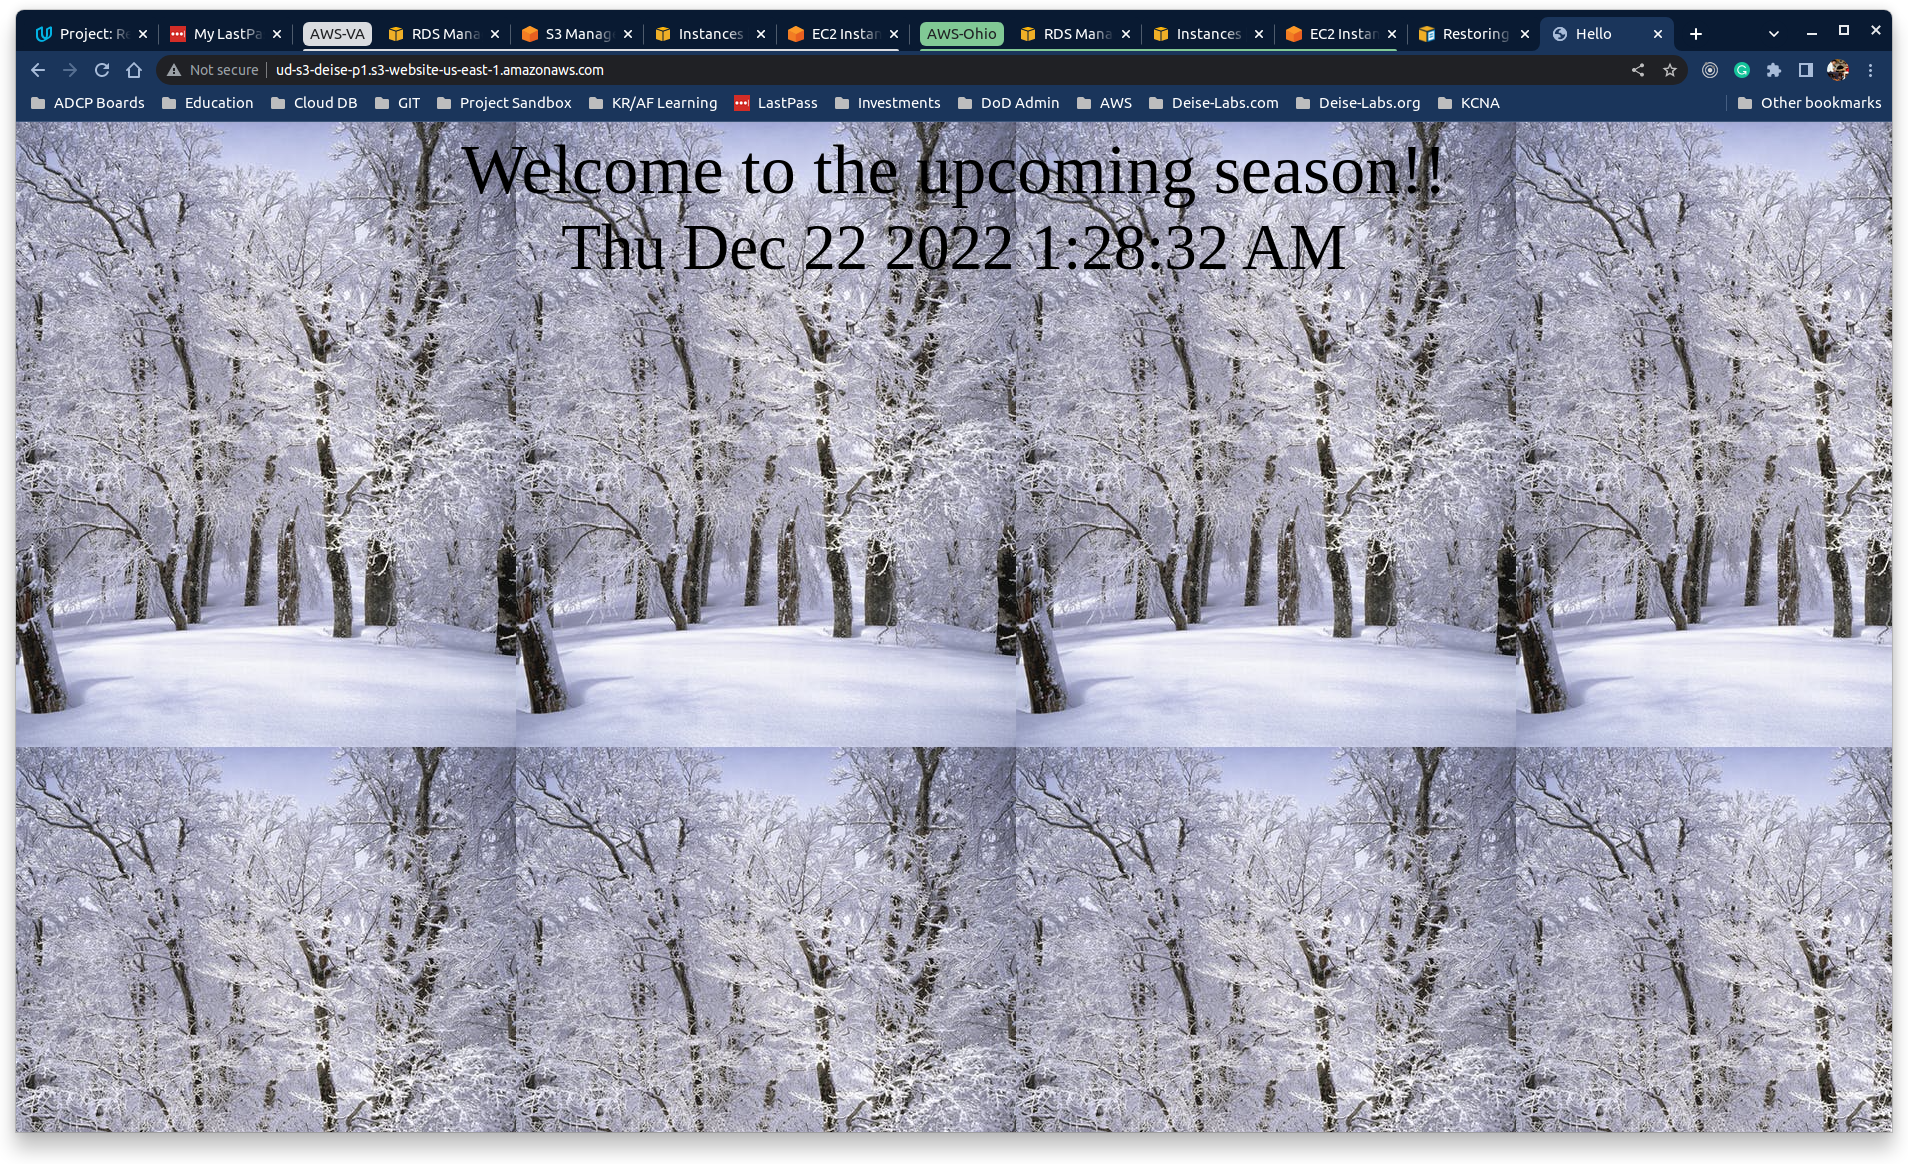 Project: Re
My LastPa
AWS-VA
RDS Mana
S3 Manag
Instances
EC2 Instan
AWS-Ohio
RDS Mana
Instances
EC2 Instan
Restoring
Hello
Not secure
ud-s3-deise-p1.s3-website-us-east-1.amazonaws.com
ADCP Boards
Education
Cloud DB
GIT
Project Sandbox
KR/AF Learning
LastPass
Investments
DoD Admin
AWS
Deise-Labs.com
Deise-Labs.org
KCNA
Other bookmarks
Welcome to the upcoming season!!
Thu Dec 22 2022 1:28:32 AM